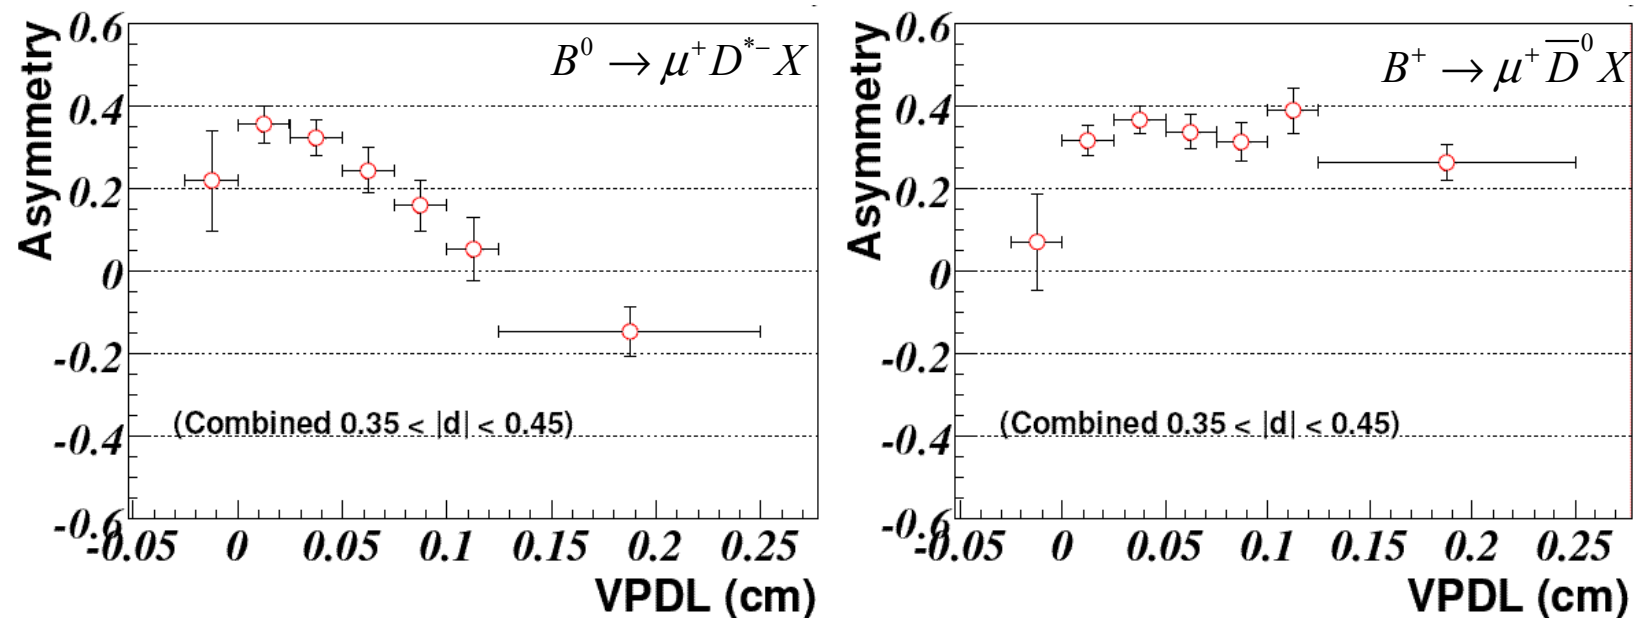 Asymmetry
B⁰ → μ⁺ D*⁻ X
0.6
0.4
0.2
0
-0.2
-0.4
-0.6
(Combined 0.35 < |d| < 0.45)
-0.05 0 0.05 0.1 0.15 0.2 0.25
VPDL (cm)
Asymmetry
B⁺ → μ⁺ D̅⁰ X
0.6
0.4
0.2
0
-0.2
-0.4
-0.6
(Combined 0.35 < |d| < 0.45)
-0.05 0 0.05 0.1 0.15 0.2 0.25
VPDL (cm)